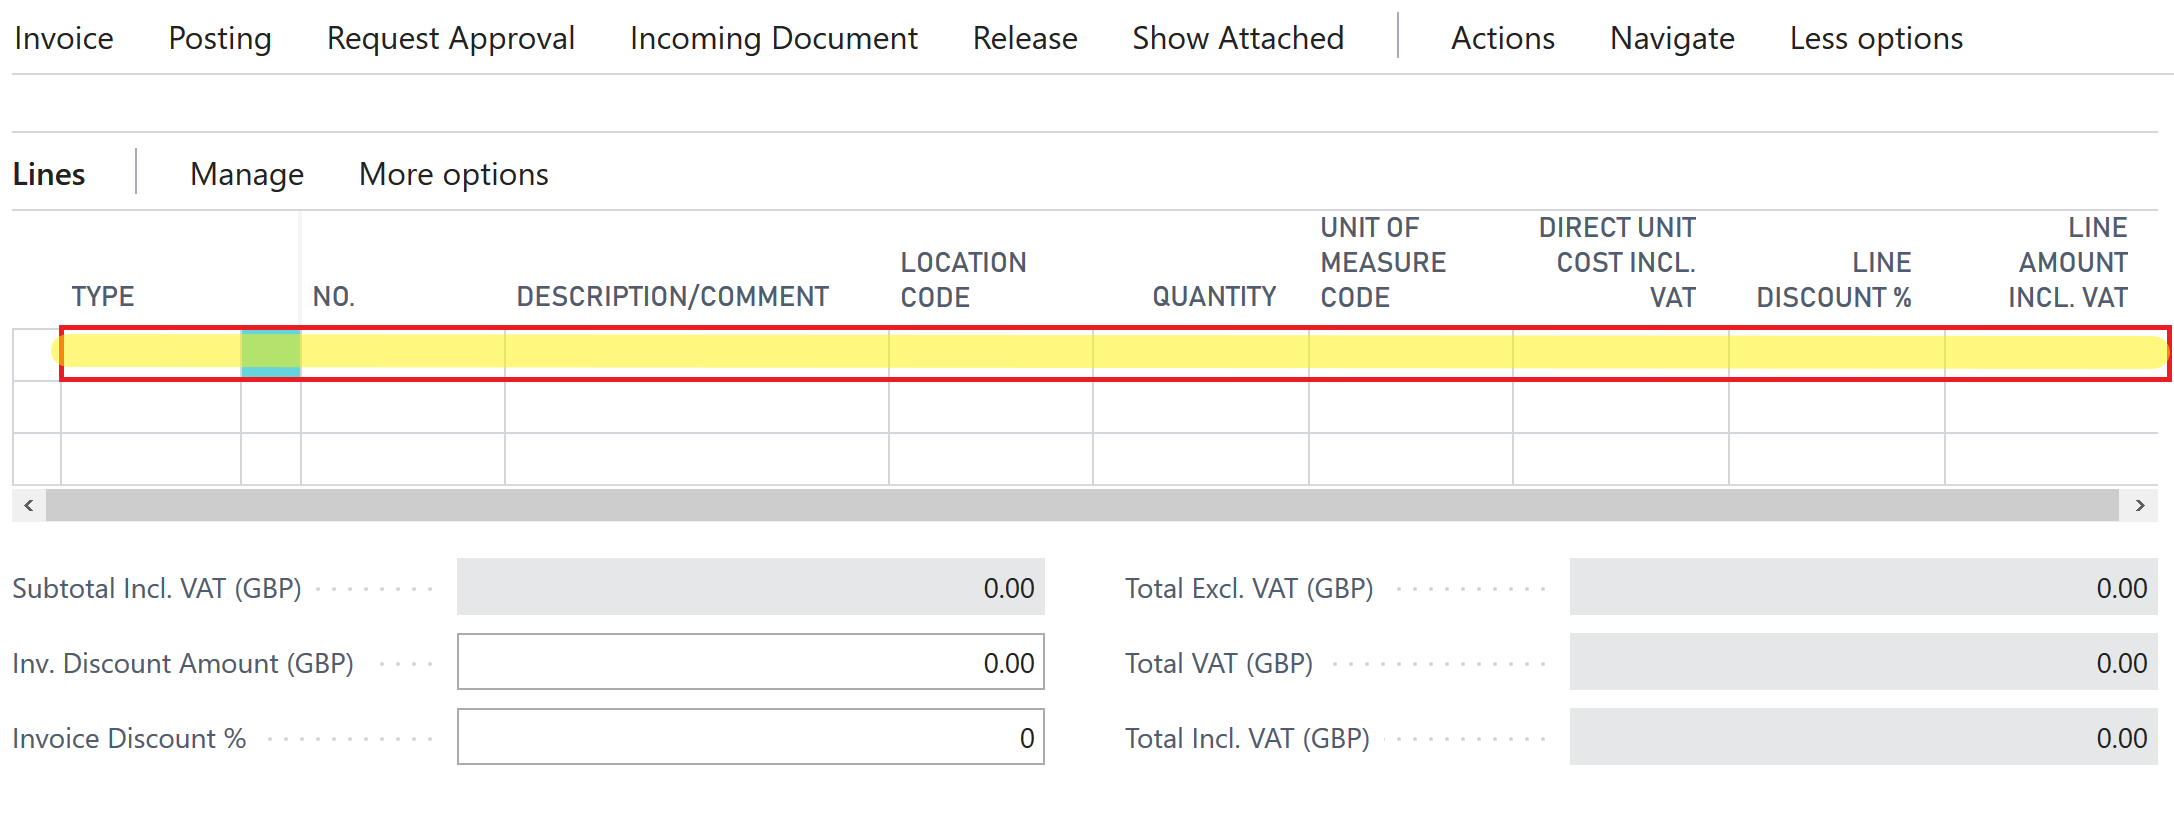 Invoice Posting Request Approval Incoming Document Release Show Attached Actions Navigate Less options
Lines Manage More options
TYPE
NO.
DESCRIPTION/COMMENT
LOCATION
CODE
QUANTITY
UNIT OF
MEASURE
CODE
DIRECT UNIT
COST INCL.
VAT
LINE
DISCOUNT %
LINE
AMOUNT
INCL. VAT
Subtotal Incl. VAT (GBP) 0.00 Total Excl. VAT (GBP) 0.00
Inv. Discount Amount (GBP) 0.00 Total VAT (GBP) 0.00
Invoice Discount % 0 Total Incl. VAT (GBP) 0.00